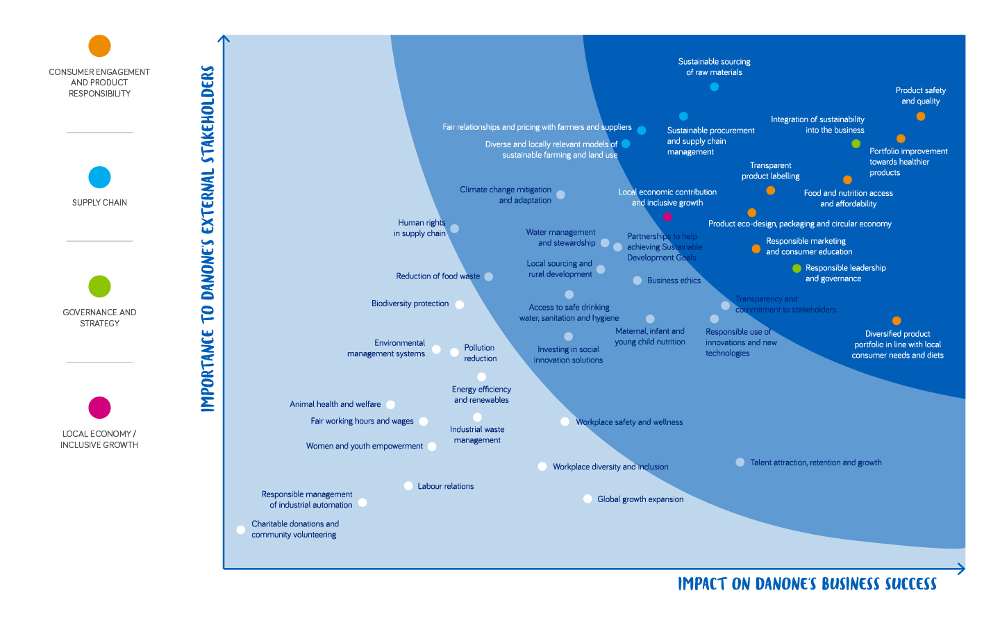 CONSUMER ENGAGEMENT
AND PRODUCT
RESPONSIBILITY
SUPPLY CHAIN
GOVERNANCE AND
STRATEGY
LOCAL ECONOMY /
INCLUSIVE GROWTH
IMPORTANCE TO DANONE'S EXTERNAL STAKEHOLDERS
Sustainable sourcing
of raw materials
Product safety
and quality
Integration of sustainability
into the business
Fair relationships and pricing with farmers and suppliers
Sustainable procurement
and supply chain
management
Diverse and locally relevant models of
sustainable farming and land use
Portfolio improvement
towards healthier
products
Transparent
product labelling
Climate change mitigation
and adaptation
Local economic contribution
and inclusive growth
Food and nutrition access
and affordability
Human rights
in supply chain
Product eco-design, packaging and circular economy
Water management
and stewardship
Partnerships to help
achieving Sustainable
Development Goals
Responsible marketing
and consumer education
Local sourcing and
rural development
Responsible leadership
and governance
Reduction of food waste
Business ethics
Biodiversity protection
Access to safe drinking
water, sanitation and hygiene
Transparency and
commitment to stakeholders
Maternal, infant and
young child nutrition
Responsible use of
innovations and new
technologies
Diversified product
portfolio in line with local
consumer needs and diets
Environmental
management systems
Pollution
reduction
Investing in social
innovation solutions
Energy efficiency
and renewables
Animal health and welfare
Fair working hours and wages
Industrial waste
management
Workplace safety and wellness
Women and youth empowerment
Workplace diversity and inclusion
Talent attraction, retention and growth
Labour relations
Responsible management
of industrial automation
Global growth expansion
Charitable donations and
community volunteering
IMPACT ON DANONE'S BUSINESS SUCCESS